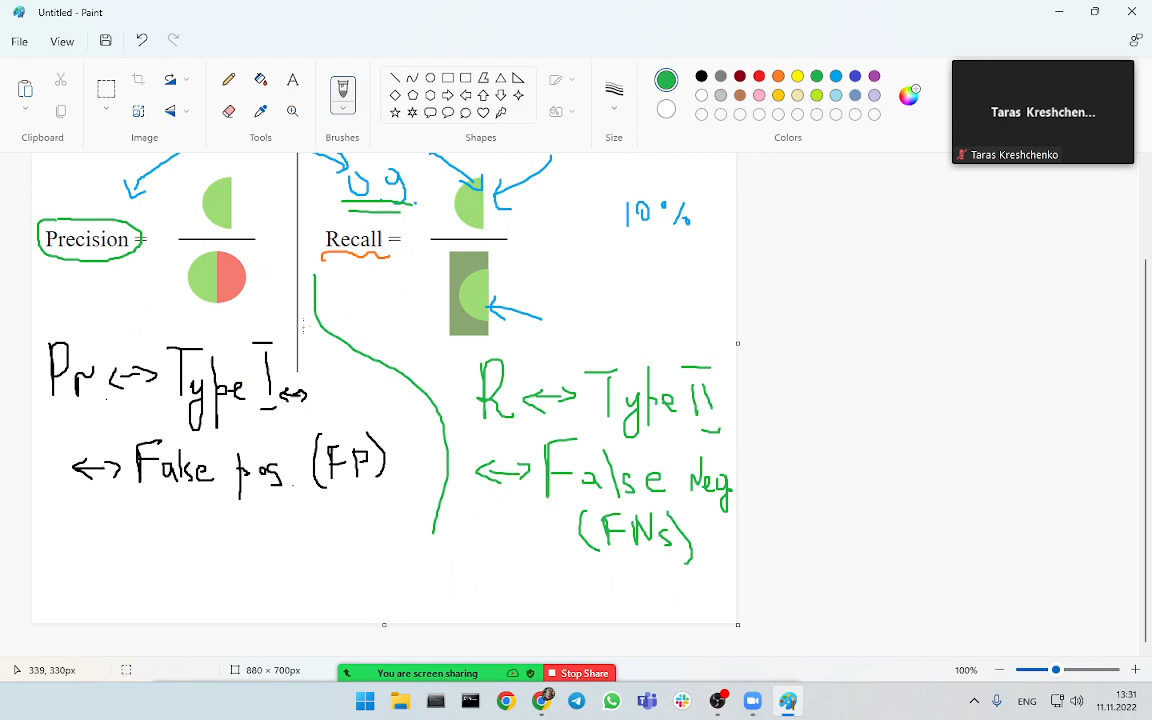 Untitled - Paint
File View
Clipboard Image Tools Brushes Shapes Size Colors
Taras Kreshchen...
Taras Kreshchenko
0.9.
10%
Precision =
Recall =
Pr <-> Type I <->
<-> False pos. (FP)
R <-> Type II
<-> False Neg
(FNs)
339, 330px
880 × 700px
You are screen sharing
Stop Share
100%
ENG
13:31
11.11.2022